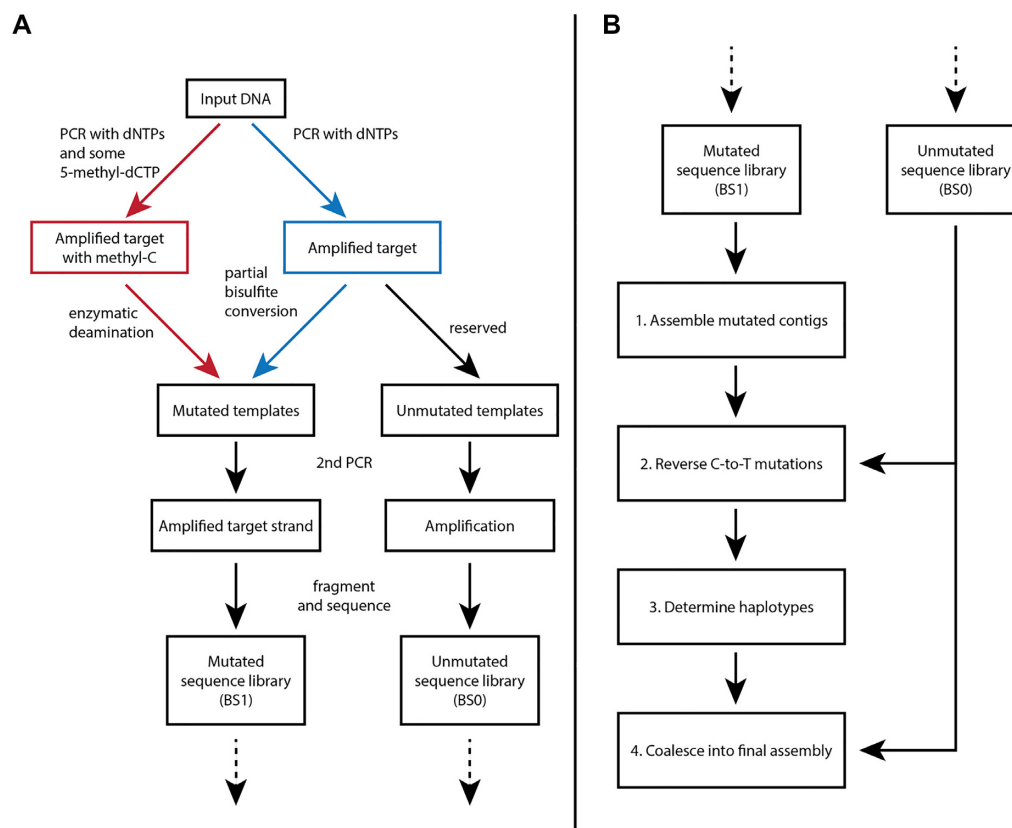 A
Input DNA
PCR with dNTPs
and some
5-methyl-dCTP
PCR with dNTPs
Amplified target
with methyl-C
Amplified target
enzymatic
deamination
partial
bisulfite
conversion
reserved
Mutated templates
Unmutated templates
2nd PCR
Amplified target strand
Amplification
fragment
and sequence
Mutated
sequence library
(BS1)
Unmutated
sequence library
(BS0)
B
Mutated
sequence library
(BS1)
Unmutated
sequence library
(BS0)
1. Assemble mutated contigs
2. Reverse C-to-T mutations
3. Determine haplotypes
4. Coalesce into final assembly